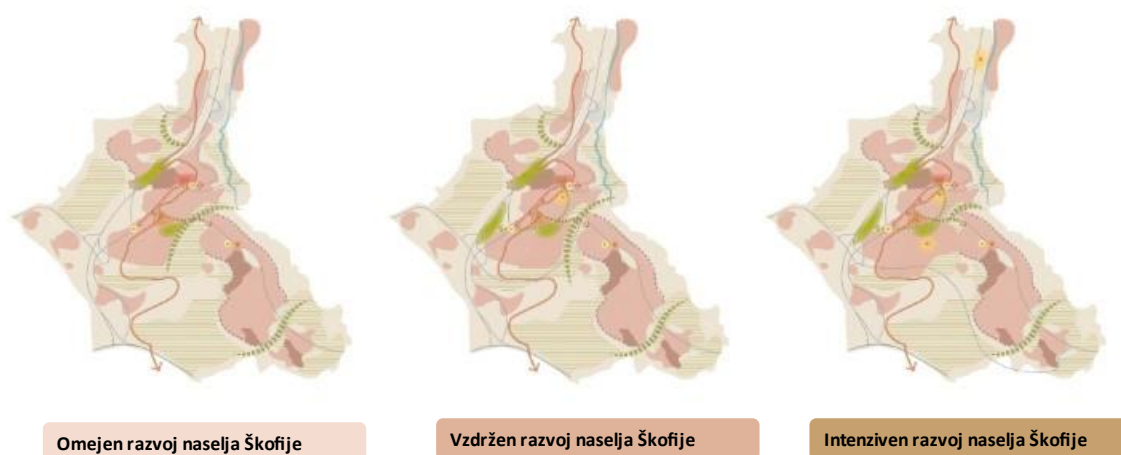 Omejen razvoj naselja Škofije
Vzdržen razvoj naselja Škofije
Intenziven razvoj naselja Škofije